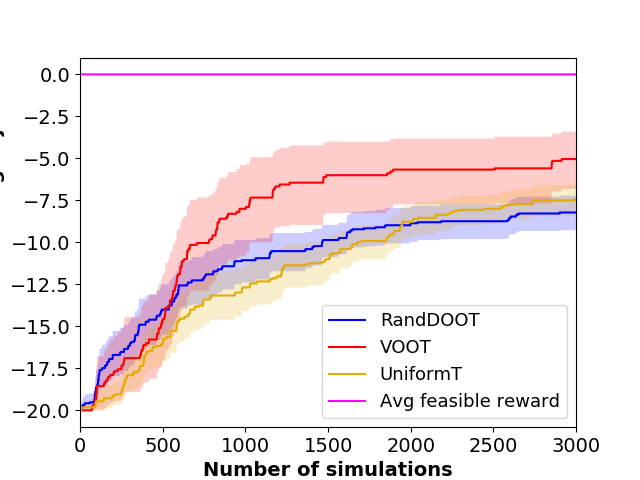 0.0
−2.5
−5.0
−7.5
−10.0
−12.5
−15.0
−17.5
−20.0
0 500 1000 1500 2000 2500 3000
Number of simulations
RandDOOT
VOOT
UniformT
Avg feasible reward